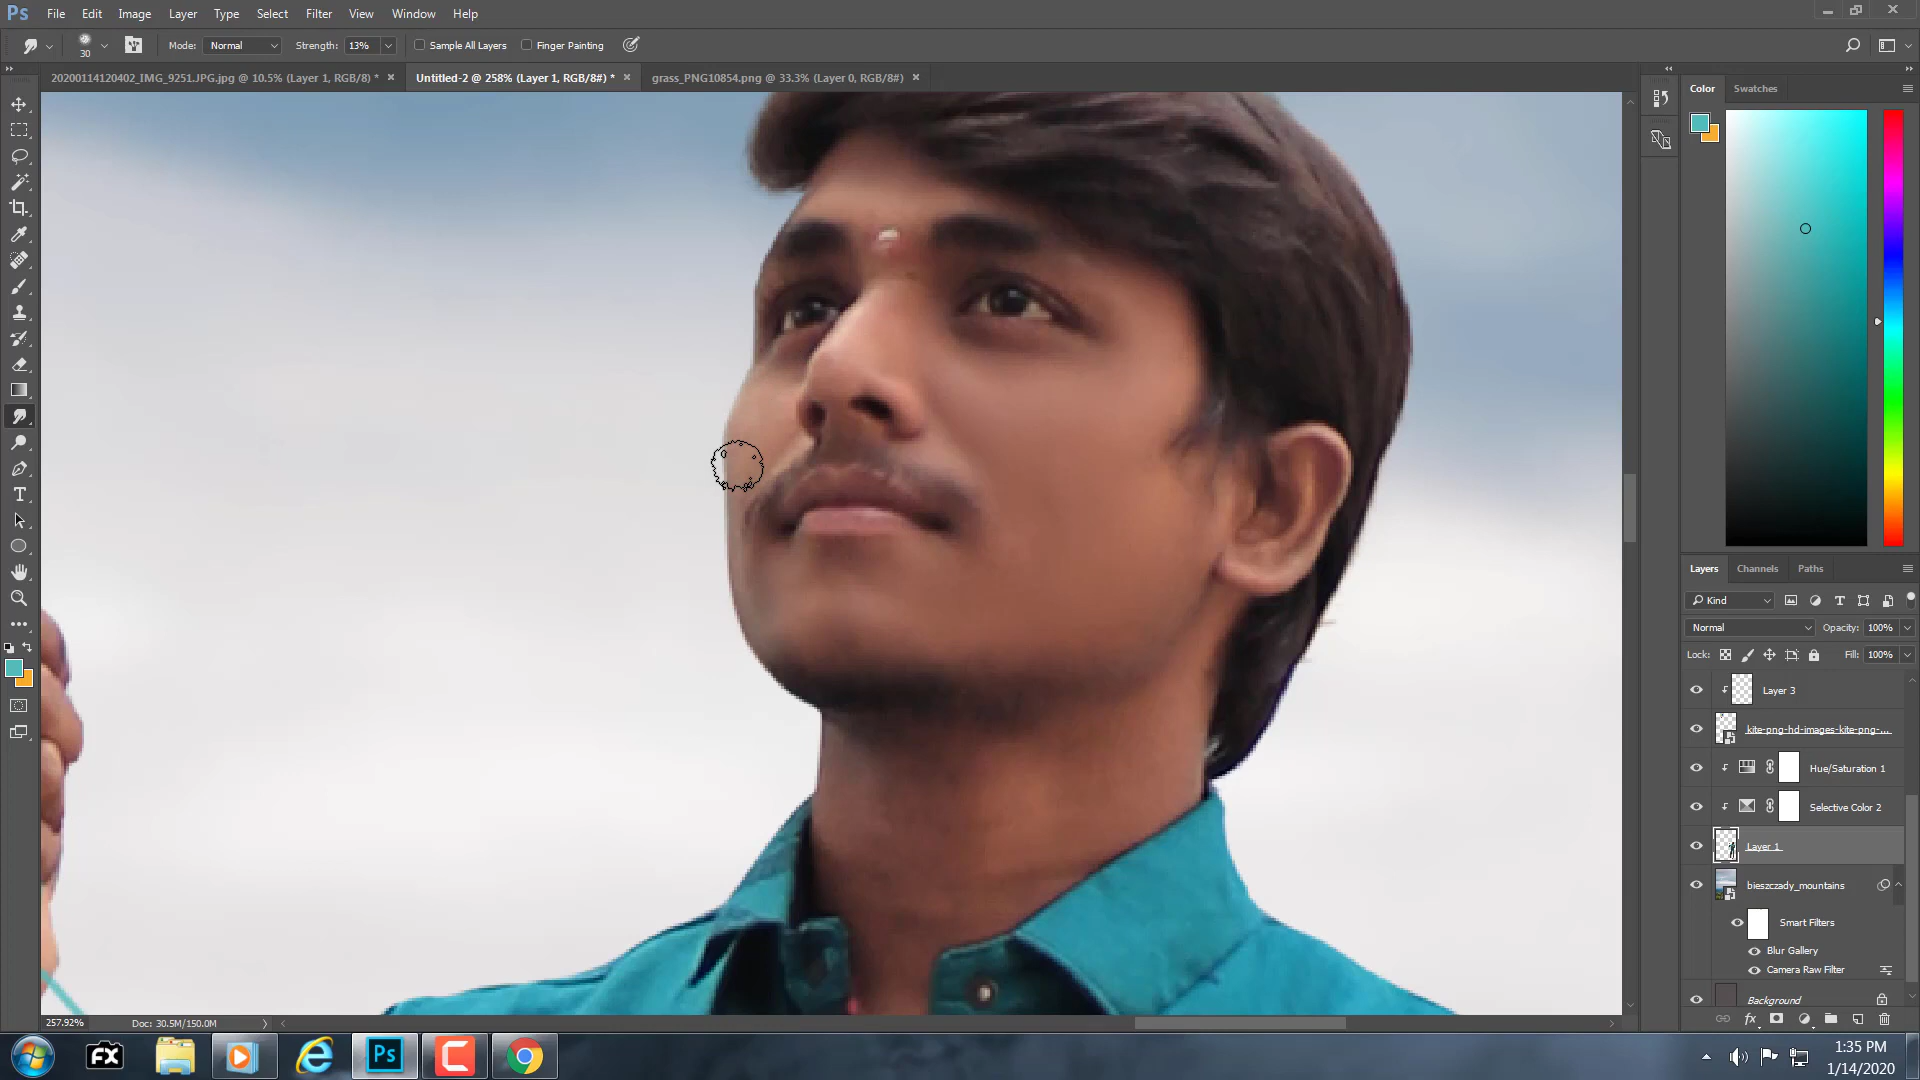 Ps File Edit Image Layer Type Select Filter 3D View Window Help
30 Mode: Normal Strength: 13% Sample All Layers Finger Painting
20200114120402_IMG_9251.JPG.jpg @ 10.5% (Layer 1, RGB/8) * Untitled-2 @ 258% (Layer 1, RGB/8#) * grass_PNG10854.png @ 33.3% (Layer 0, RGB/8#)
Color Swatches
Layers Channels Paths
Kind
Normal Opacity: 100%
Lock: Fill: 100%
Layer 3
kite-png-hd-images-kite-png-...
Hue/Saturation 1
Selective Color 2
Layer 1
bieszczady_mountains
Smart Filters
Blur Gallery
Camera Raw Filter
Background
257.92% Doc: 30.5M/150.0M
FX Ps
1:35 PM
1/14/2020